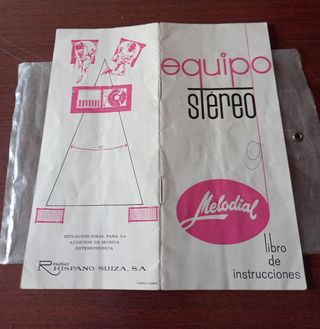 SITUACION IDEAL PARA LA
AUDICION DE MUSICA
ESTEREOFONICA
Radio
HISPANO SUIZA, S.A.
equipo
stéreo
Melodial
libro
de
instrucciones